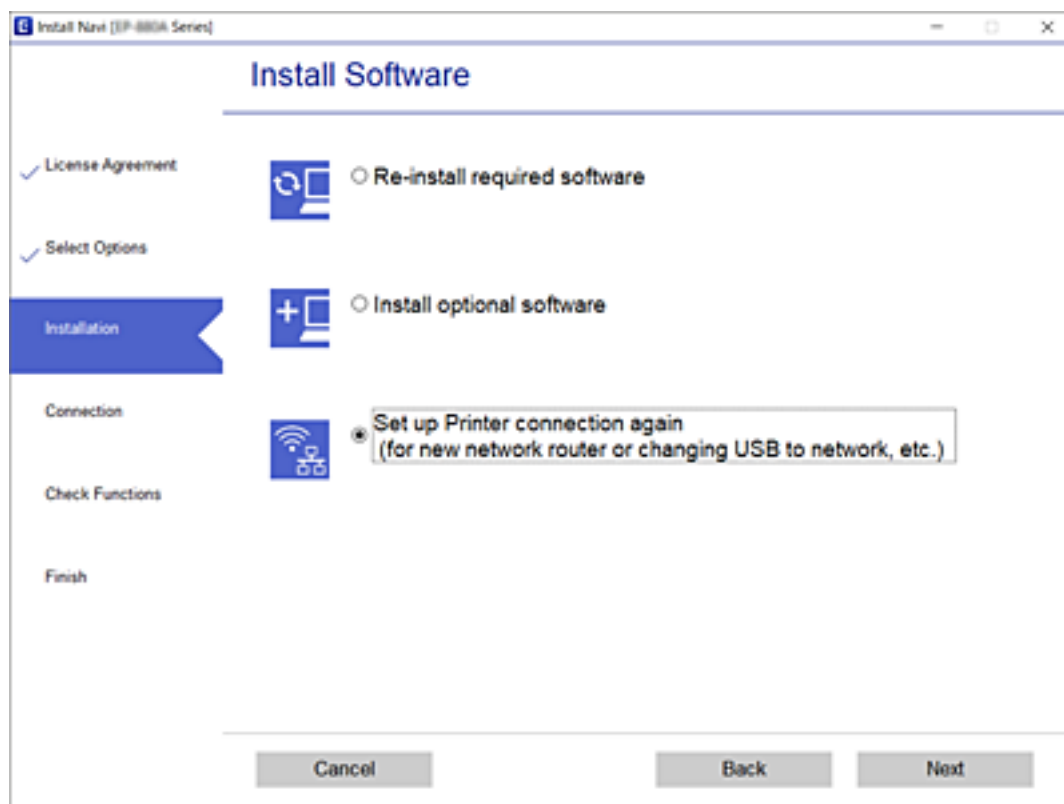 Install Navi [ Series]
Install Software
License Agreement
Select Options
Installation
Connection
Check Functions
Finish
Re-install required software
Install optional software
Set up Printer connection again
(for new network router or changing USB to network, etc.)
Cancel
Back
Next